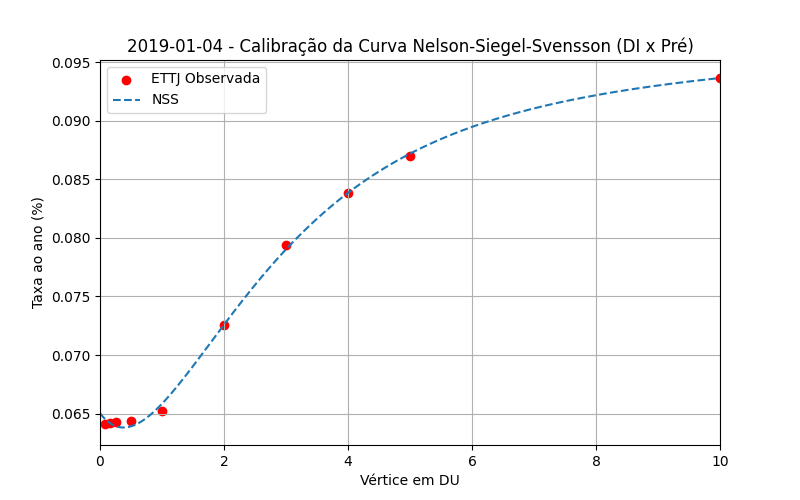 2019-01-04 - Calibração da Curva Nelson-Siegel-Svensson (DI x Pré)
ETTJ Observada
NSS
Taxa ao ano (%)
0.095
0.090
0.085
0.080
0.075
0.070
0.065
0 2 4 6 8 10
Vértice em DU